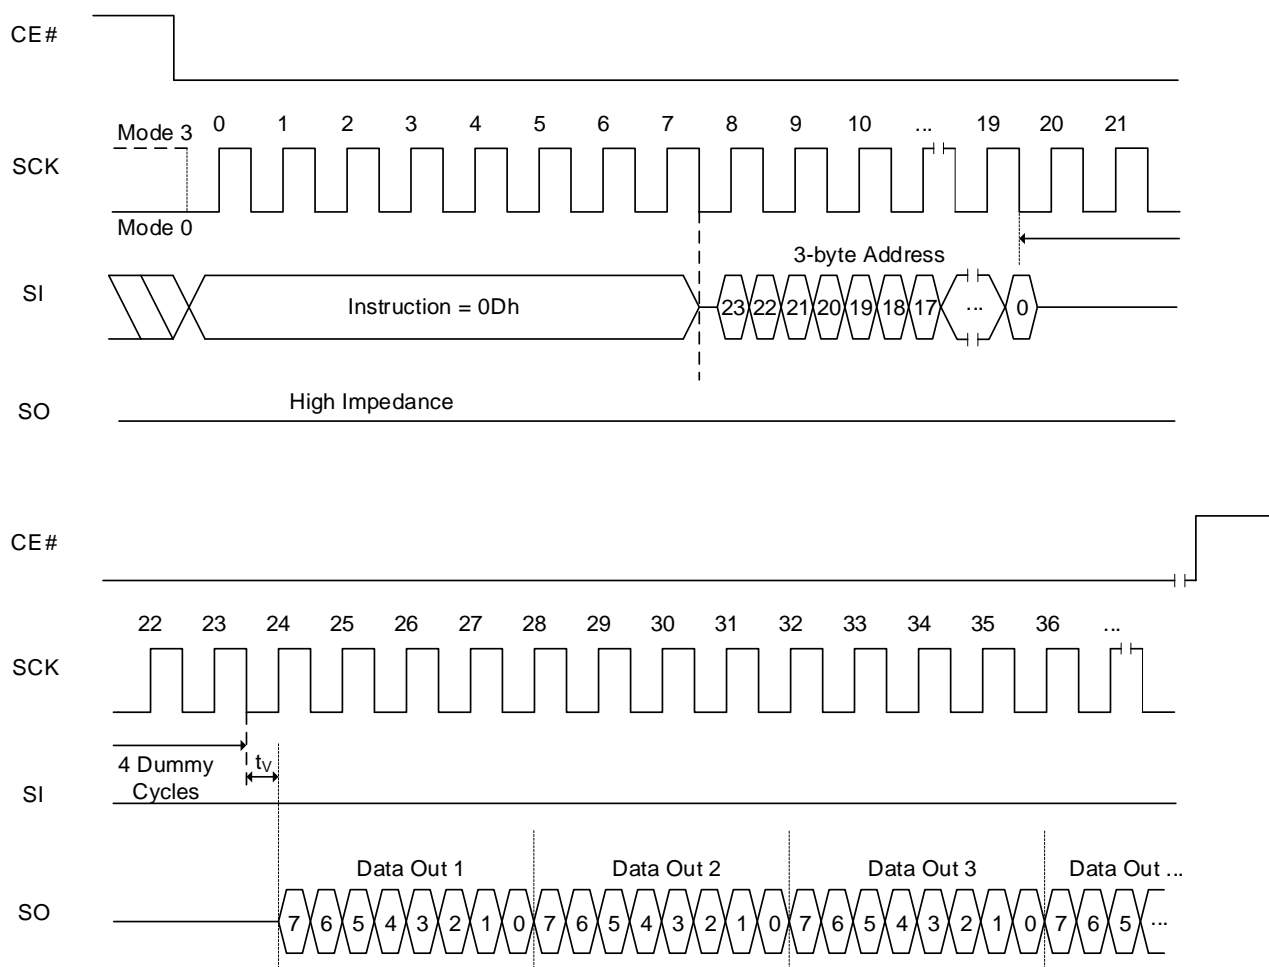 CE#
Mode 3
0 1 2 3 4 5 6 7 8 9 10 ... 19 20 21
SCK
Mode 0
3-byte Address
SI
Instruction = 0Dh
23 22 21 20 19 18 17 ... 0
SO
High Impedance
CE#
22 23 24 25 26 27 28 29 30 31 32 33 34 35 36 ...
SCK
4 Dummy
Cycles
tV
SI
Data Out 1 Data Out 2 Data Out 3 Data Out ...
SO
7 6 5 4 3 2 1 0 7 6 5 4 3 2 1 0 7 6 5 4 3 2 1 0 7 6 5 ...